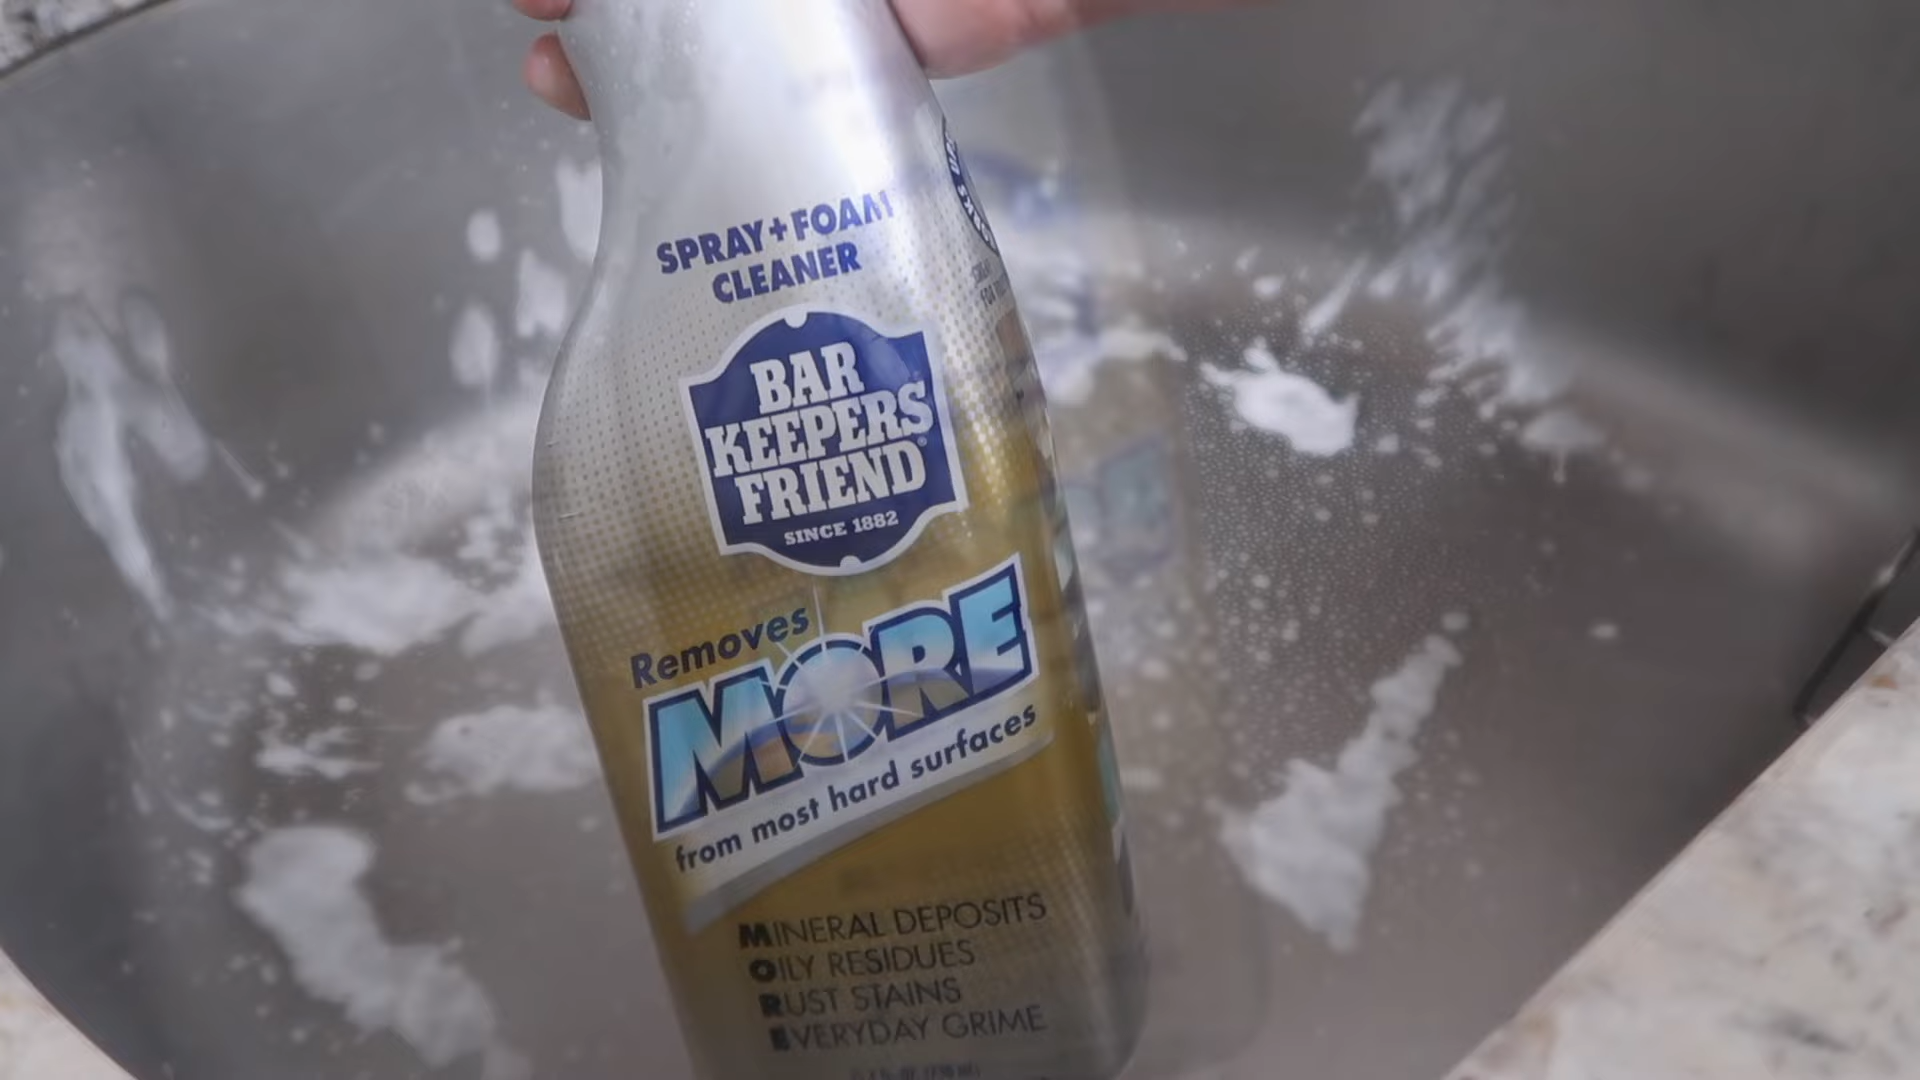 SPRAY+FOAM
CLEANER
BAR
KEEPERS
FRIEND®
SINCE 1882
Removes
MORE
from most hard surfaces
MINERAL DEPOSITS
OILY RESIDUES
RUST STAINS
EVERYDAY GRIME